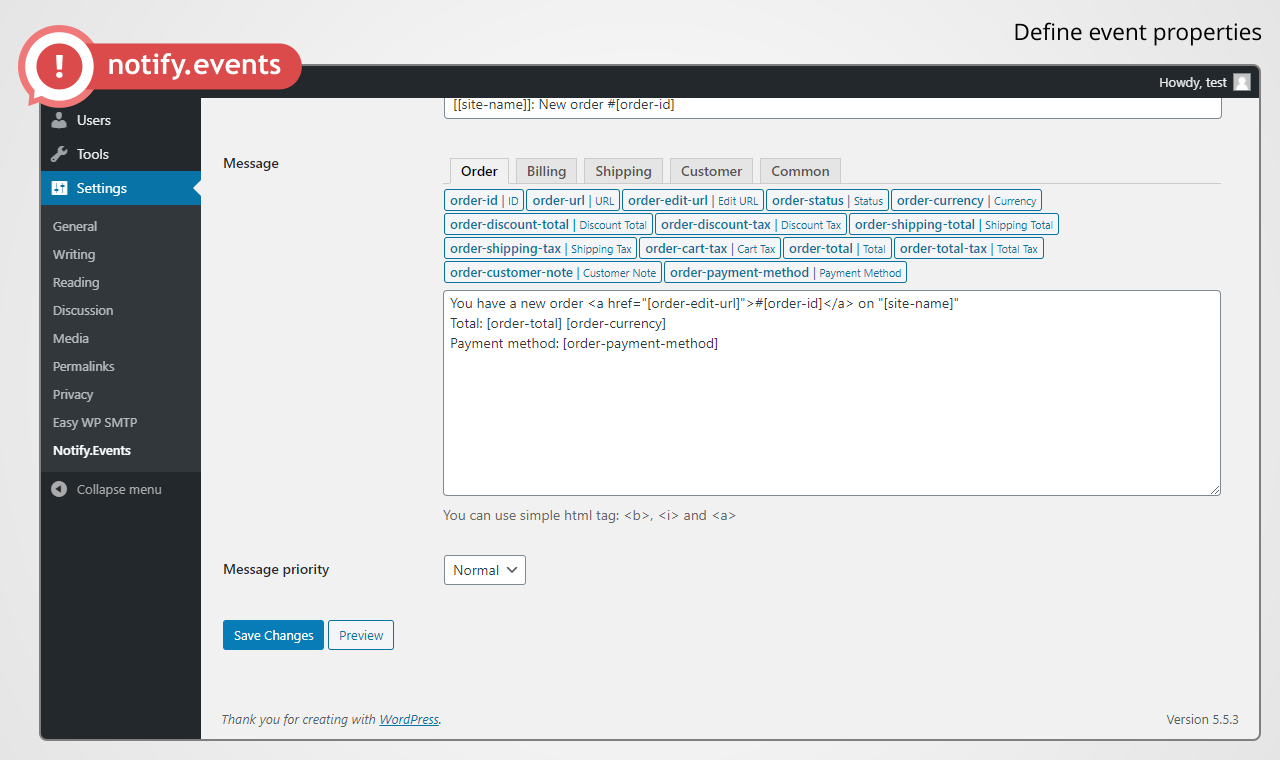 Define event properties
! notify.events
Howdy, test
[[site-name]]: New order #[order-id]
Users
Tools
Settings
General
Writing
Reading
Discussion
Media
Permalinks
Privacy
Easy WP SMTP
Notify.Events
Collapse menu
Message
Order Billing Shipping Customer Common
order-id | ID order-url | URL order-edit-url | Edit URL order-status | Status order-currency | Currency
order-discount-total | Discount Total order-discount-tax | Discount Tax order-shipping-total | Shipping Total
order-shipping-tax | Shipping Tax order-cart-tax | Cart Tax order-total | Total order-total-tax | Total Tax
order-customer-note | Customer Note order-payment-method | Payment Method
You have a new order <a href="[order-edit-url]">#[order-id]</a> on "[site-name]"
Total: [order-total] [order-currency]
Payment method: [order-payment-method]
You can use simple html tag: <b>, <i> and <a>
Message priority
Normal
Save Changes Preview
Thank you for creating with WordPress.
Version 5.5.3